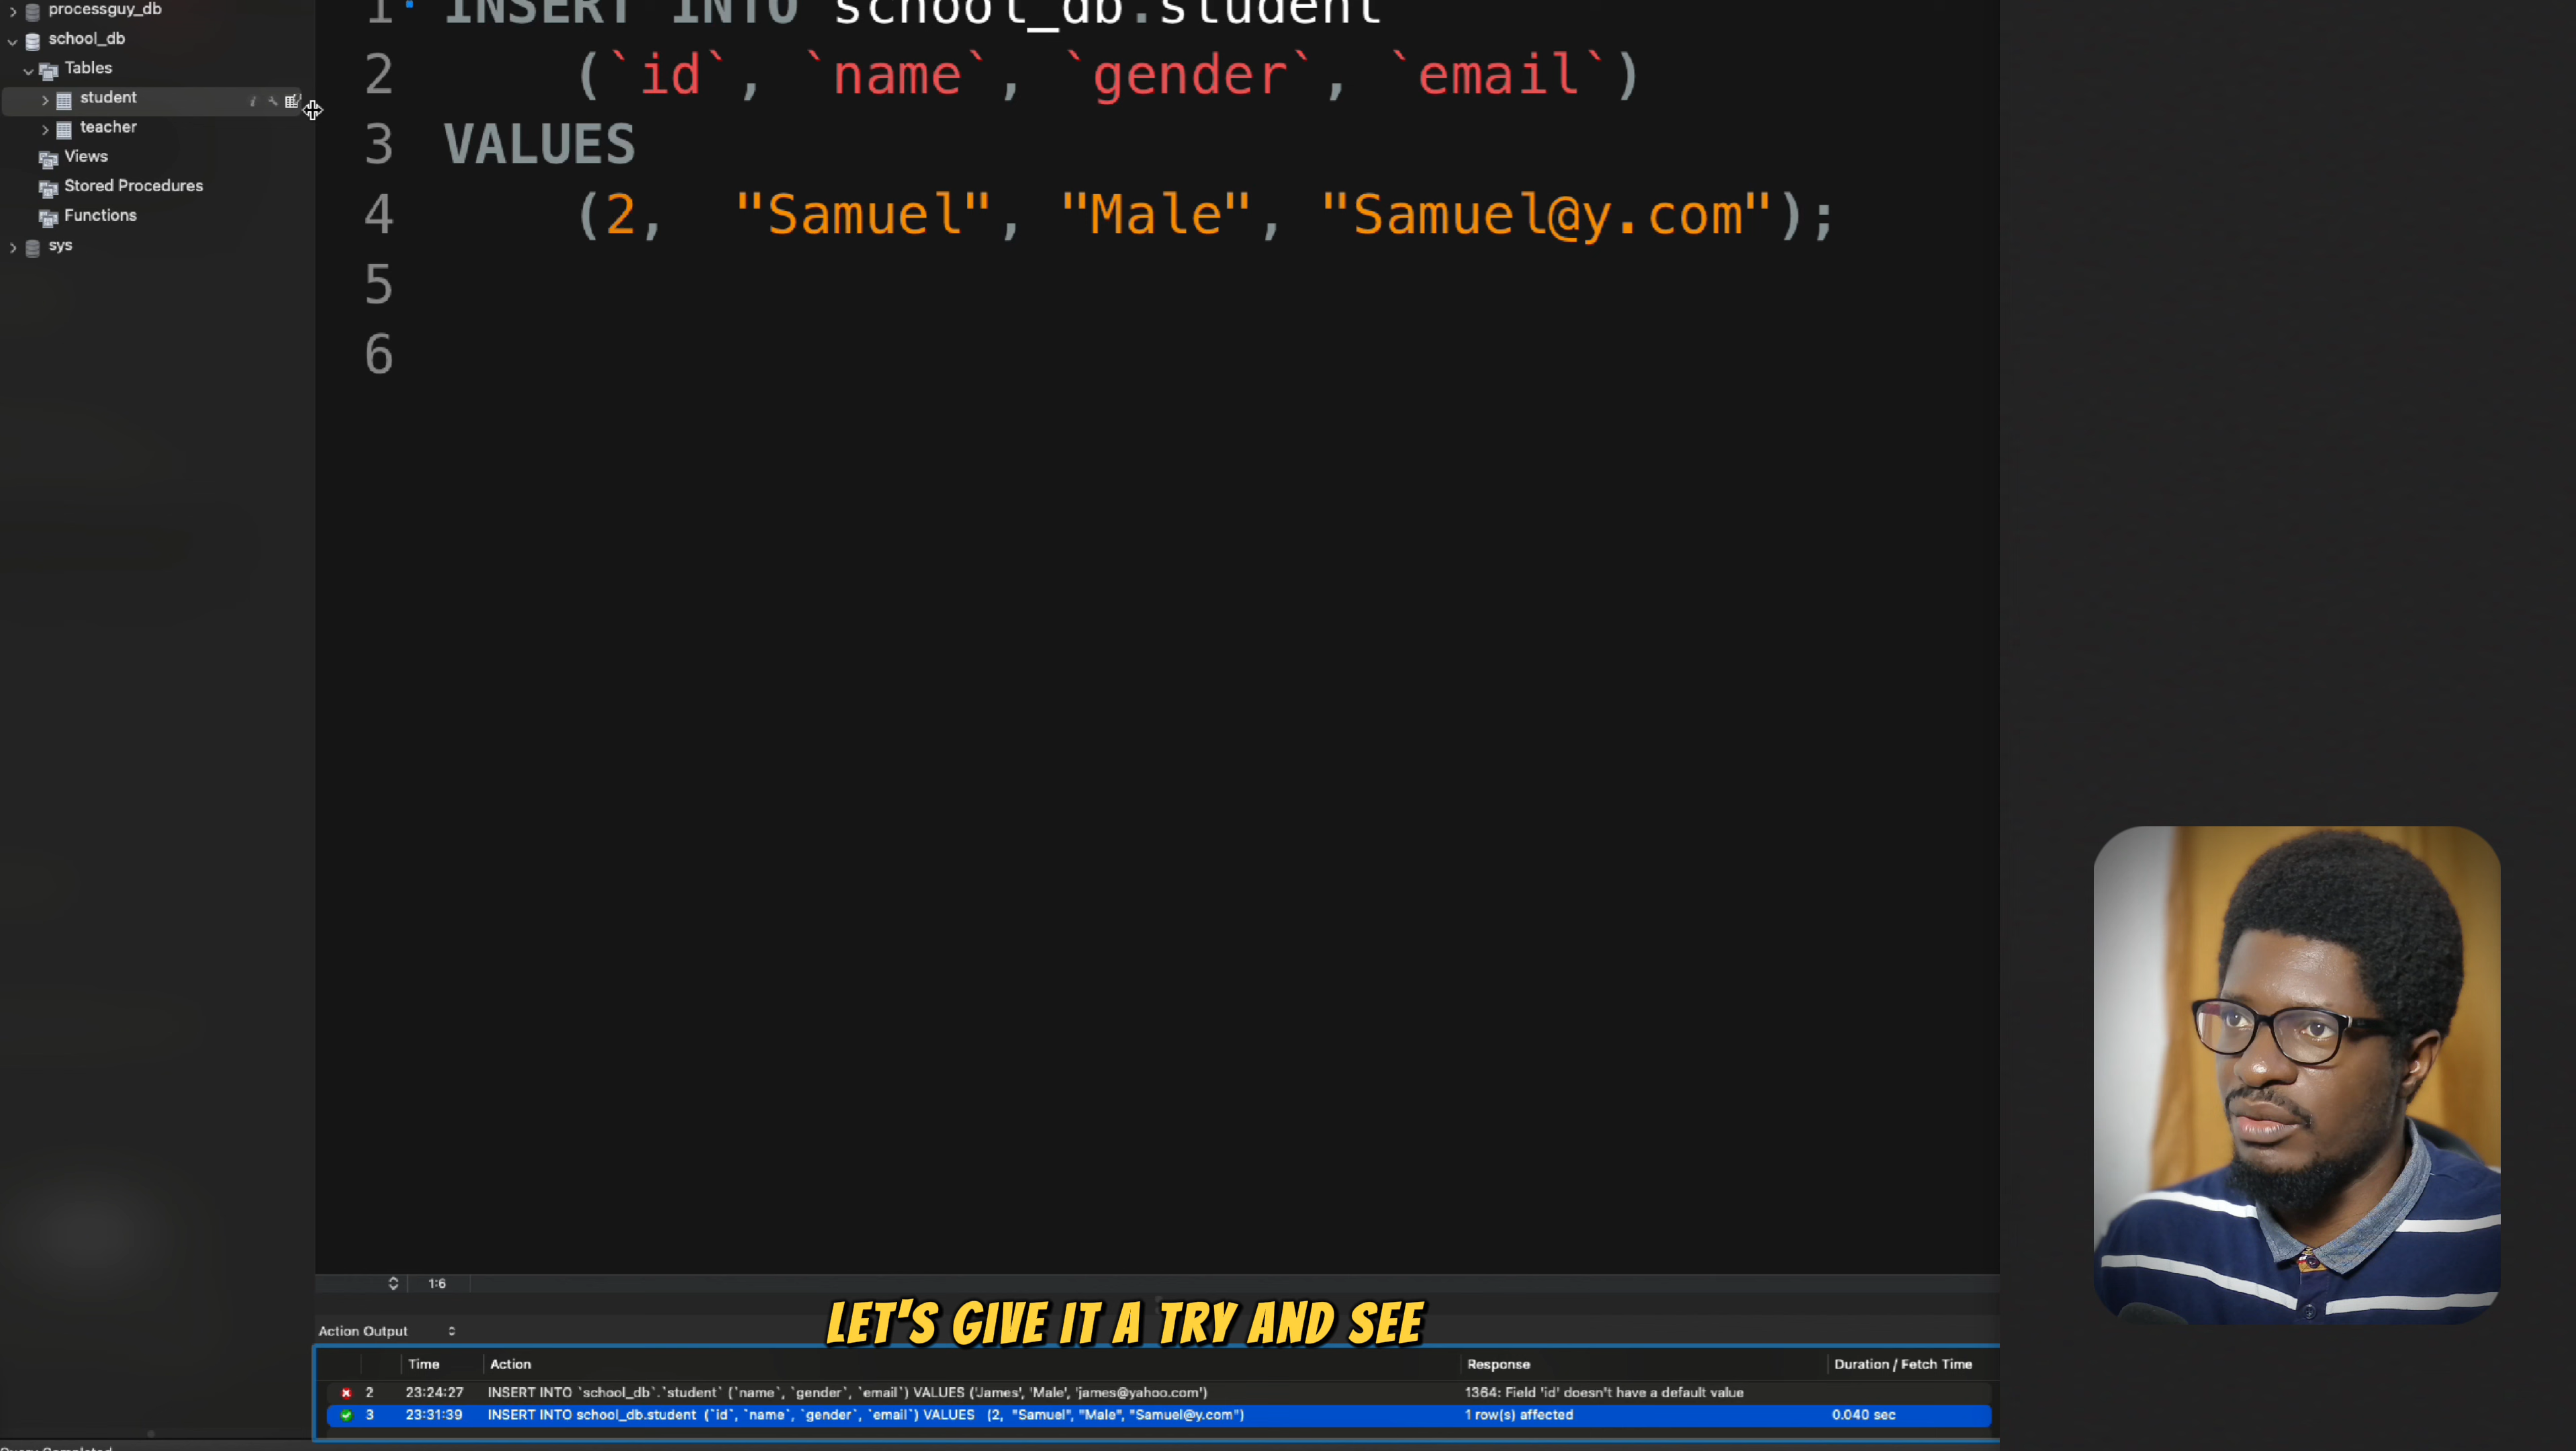 processguy_db
school_db
Tables
student
teacher
Views
Stored Procedures
Functions
sys
1 INSERT INTO school_db.student
2 (`id`, `name`, `gender`, `email`)
3 VALUES
4 (2, "Samuel", "Male", "Samuel@y.com");
5
6
1:6
LET'S GIVE IT A TRY AND SEE
Action Output
Time Action Response Duration / Fetch Time
2 23:24:27 INSERT INTO `school_db`.`student` (`name`, `gender`, `email`) VALUES ('James', 'Male', 'james@yahoo.com') 1364: Field 'id' doesn't have a default value
3 23:31:39 INSERT INTO school_db.student (`id`, `name`, `gender`, `email`) VALUES (2, "Samuel", "Male", "Samuel@y.com") 1 row(s) affected 0.040 sec
Query Completed